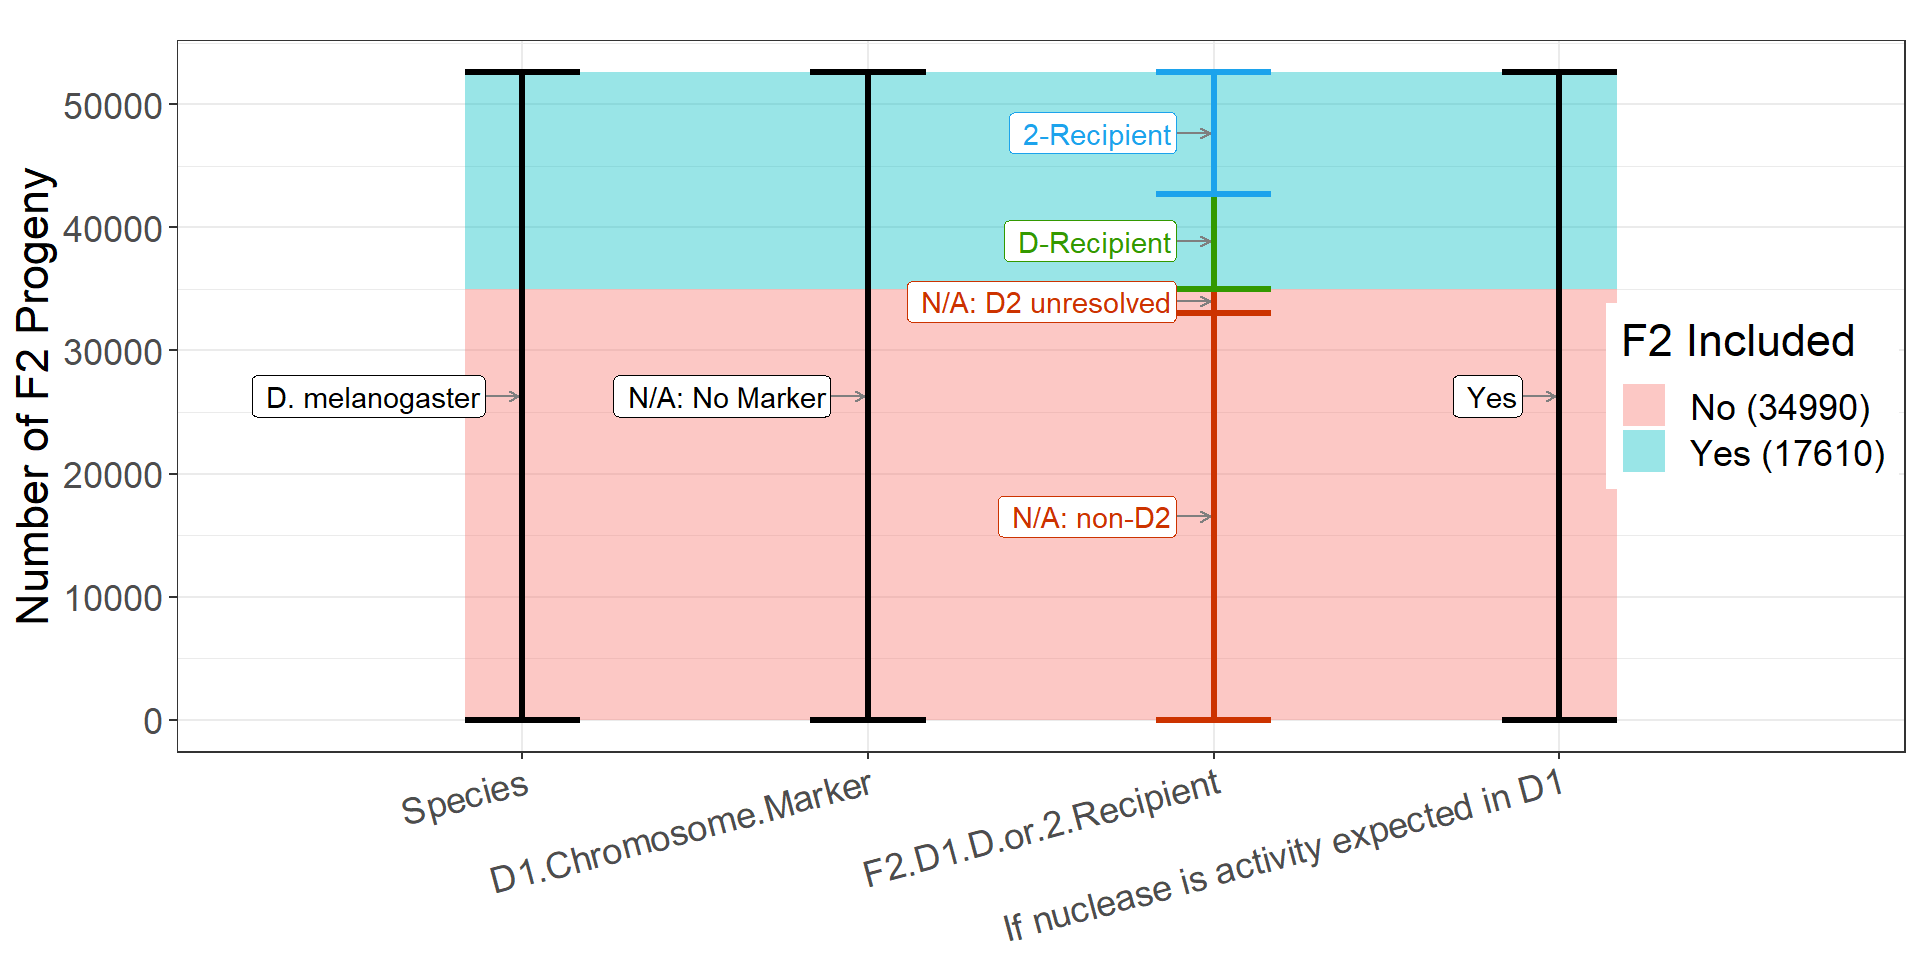 Number of F2 Progeny
50000
40000
30000
20000
10000
0
2-Recipient
D-Recipient
N/A: D2 unresolved
D. melanogaster
N/A: No Marker
Yes
N/A: non-D2
F2 Included
No (34990)
Yes (17610)
Species
D1.Chromosome.Marker
F2.D1.D.or.2.Recipient
If nuclease is activity expected in D1